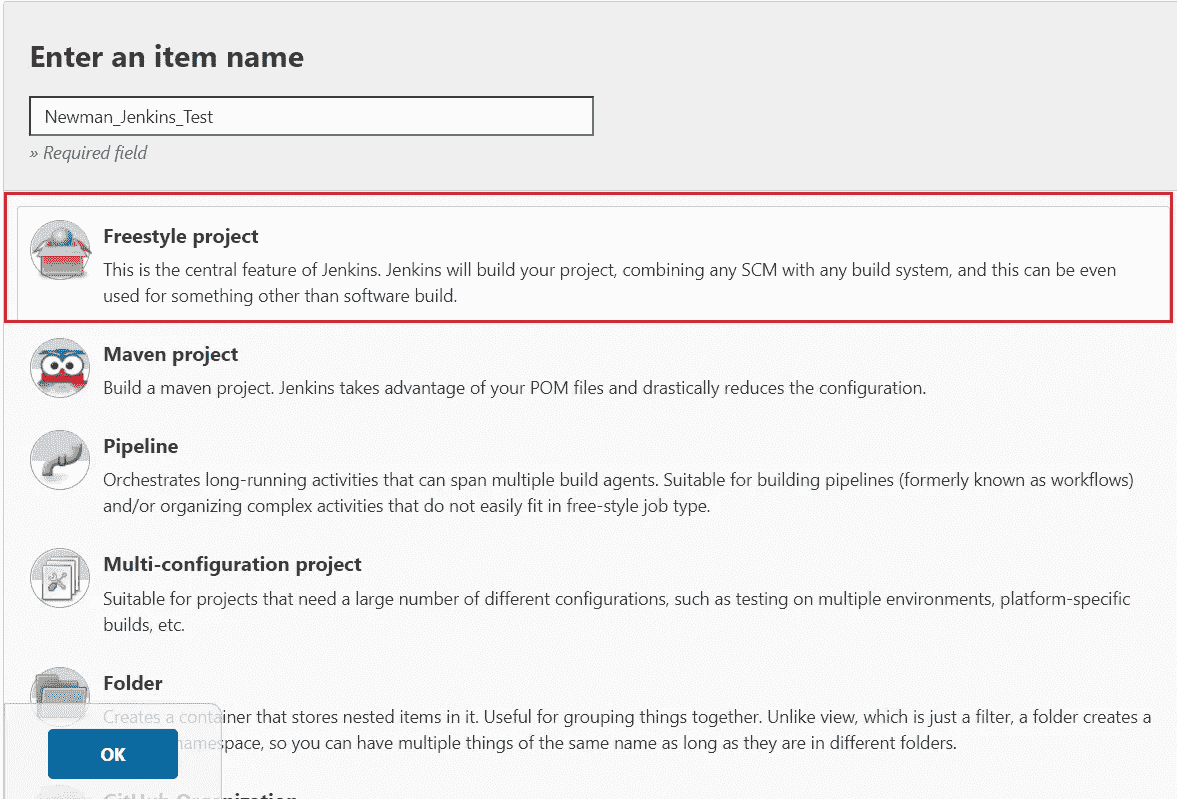 Enter an item name
Newman_Jenkins_Test
» Required field
Freestyle project
This is the central feature of Jenkins. Jenkins will build your project, combining any SCM with any build system, and this can be even
used for something other than software build.
Maven project
Build a maven project. Jenkins takes advantage of your POM files and drastically reduces the configuration.
Pipeline
Orchestrates long-running activities that can span multiple build agents. Suitable for building pipelines (formerly known as workflows)
and/or organizing complex activities that do not easily fit in free-style job type.
Multi-configuration project
Suitable for projects that need a large number of different configurations, such as testing on multiple environments, platform-specific
builds, etc.
Folder
Creates a container that stores nested items in it. Useful for grouping things together. Unlike view, which is just a filter, a folder creates a
namespace, so you can have multiple things of the same name as long as they are in different folders.
OK
GitHub Organization